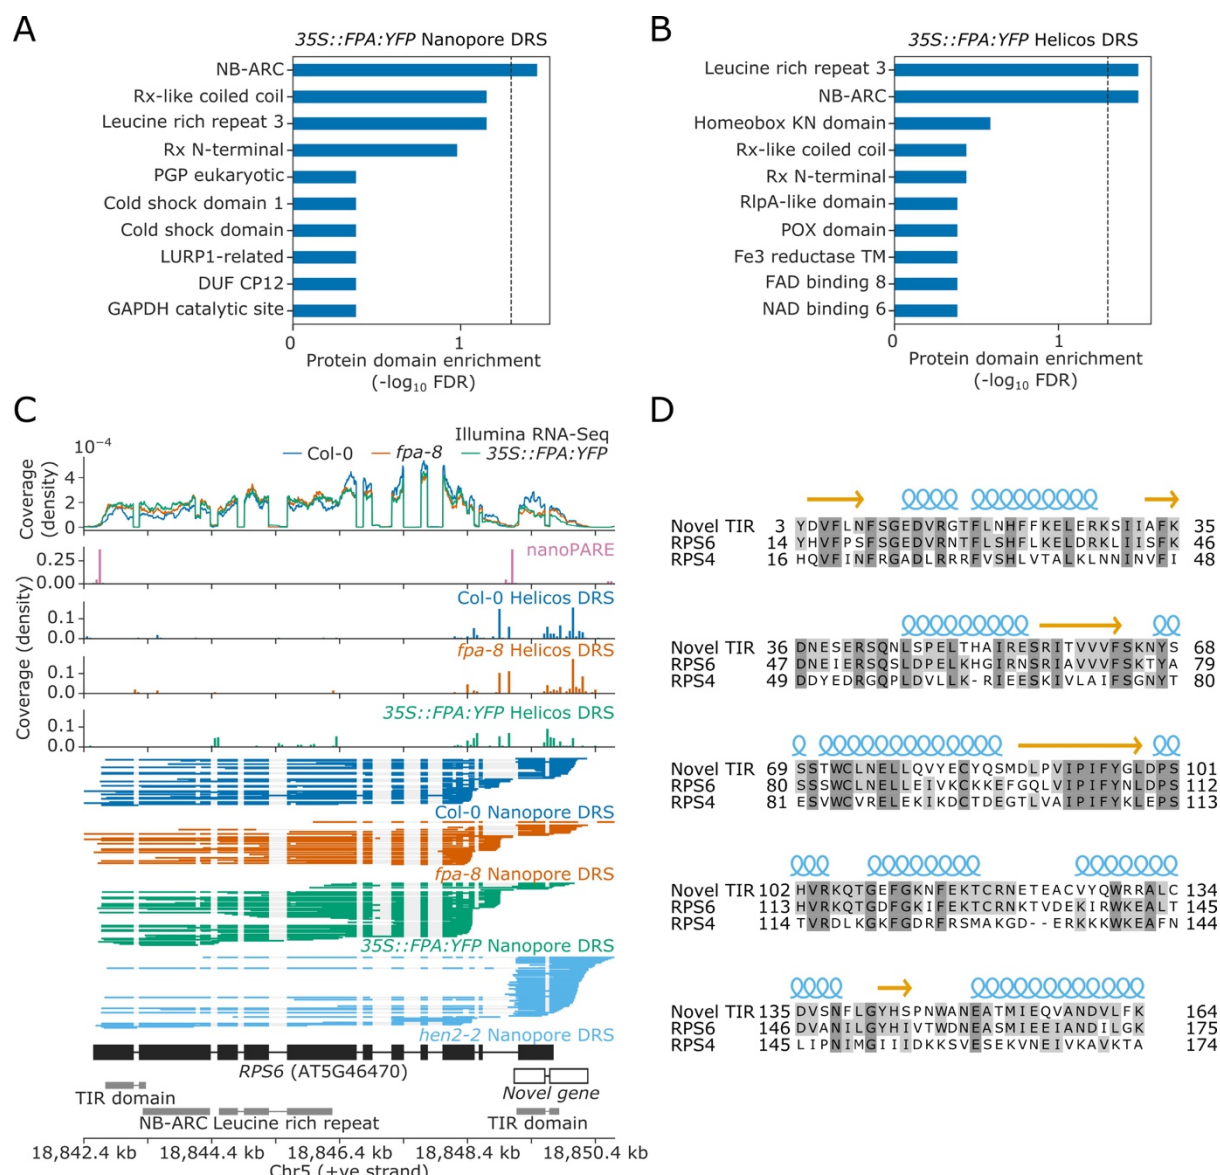 A
35S::FPA:YFP Nanopore DRS
NB-ARC
Rx-like coiled coil
Leucine rich repeat 3
Rx N-terminal
PGP eukaryotic
Cold shock domain 1
Cold shock domain
LURP1-related
DUF CP12
GAPDH catalytic site
0 1
Protein domain enrichment
(-log10 FDR)
B
35S::FPA:YFP Helicos DRS
Leucine rich repeat 3
NB-ARC
Homeobox KN domain
Rx-like coiled coil
Rx N-terminal
RlpA-like domain
POX domain
Fe3 reductase TM
FAD binding 8
NAD binding 6
0 1
Protein domain enrichment
(-log10 FDR)
C
10-4
Illumina RNA-Seq
Col-0 fpa-8 35S::FPA:YFP
Coverage
(density)
4
2
0
nanoPARE
0.25
0.00
Coverage (density)
Col-0 Helicos DRS
0.1
0.0
fpa-8 Helicos DRS
0.1
0.0
35S::FPA:YFP Helicos DRS
0.1
0.0
Col-0 Nanopore DRS
fpa-8 Nanopore DRS
35S::FPA:YFP Nanopore DRS
hen2-2 Nanopore DRS
RPS6 (AT5G46470)
Novel gene
TIR domain
NB-ARC Leucine rich repeat
TIR domain
18,842.4 kb 18,844.4 kb 18,846.4 kb 18,848.4 kb 18,850.4 kb
Chr5 (+ve strand)
D
Novel TIR 3 YDVFLNFSGEDVRGTFLNHFFKELERKSIIAFK 35
RPS6 14 YHVFPSFSGEDVRNTFLSHFLKELDRKLIISFK 46
RPS4 16 HQVFINFRGADLRRRFVSHLVTALKLNNINVFI 48
Novel TIR 36 DNESERSQNLSPELTHAIRESRITVVVFSKNYS 68
RPS6 47 DNEIERSQSLDPELKHGIRNSRIAVVVFSKTYA 79
RPS4 49 DDYEDRGQPLDVLLK-RIEESKIVLAIFSGNYT 80
Novel TIR 69 SSTWCLNELLQVYECYQSMDLPVIPIFYGLDPS 101
RPS6 80 SSSWCLNELLEIVKCKKEFGQLVIPIFYNLDPS 112
RPS4 81 ESVWCVRELEKIKDCTDEGTLVAIPIFYKLEPS 113
Novel TIR 102 HVRKQTGEFGKNFEKTCRNETEACVYQWRRALC 134
RPS6 113 HVRKQTGDFGKIFEKTCRNKTVDEKIRWKEALT 145
RPS4 114 TVRDLKGKFGDRFRSMAKGD--ERKKKWKEAFN 144
Novel TIR 135 DVSNFLGYHSPNWANEATMIEQVANDVLFK 164
RPS6 146 DVANILGYHIVTWDNEASMIEEIANDILGK 175
RPS4 145 LIPNIMGIIIDKKSVESEKVNEIVKAVKTA 174